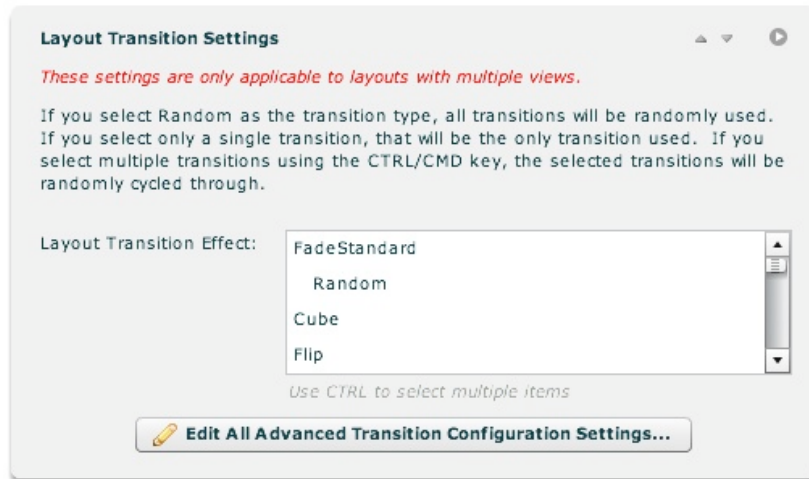 Layout Transition Settings
These settings are only applicable to layouts with multiple views.
If you select Random as the transition type, all transitions will be randomly used.
If you select only a single transition, that will be the only transition used.  If you
select multiple transitions using the CTRL/CMD key, the selected transitions will be
randomly cycled through.
Layout Transition Effect:
FadeStandard
Random
Cube
Flip
Use CTRL to select multiple items
Edit All Advanced Transition Configuration Settings...